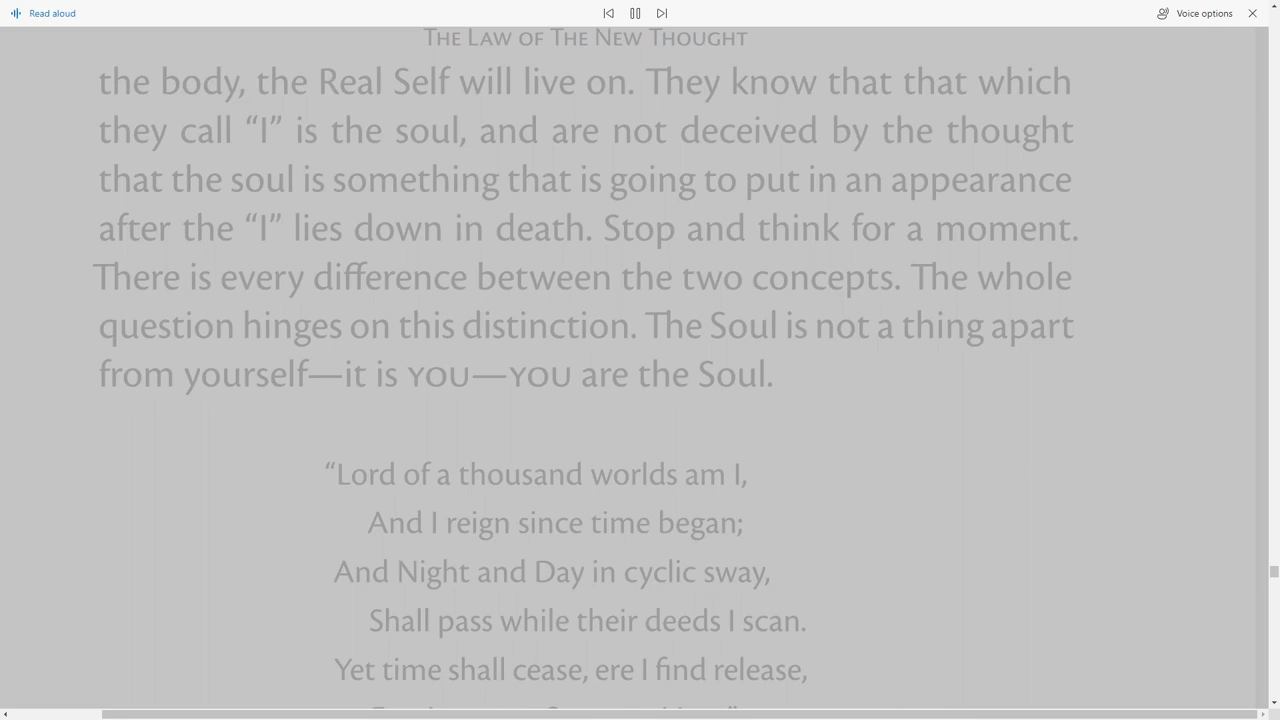 Read aloud
Voice options
The Law of The New Thought
the body, the Real Self will live on. They know that that which
they call “I” is the soul, and are not deceived by the thought
that the soul is something that is going to put in an appearance
after the “I” lies down in death. Stop and think for a moment.
There is every difference between the two concepts. The whole
question hinges on this distinction. The Soul is not a thing apart
from yourself—it is YOU—YOU are the Soul.
“Lord of a thousand worlds am I,
And I reign since time began;
And Night and Day in cyclic sway,
Shall pass while their deeds I scan.
Yet time shall cease, ere I find release,